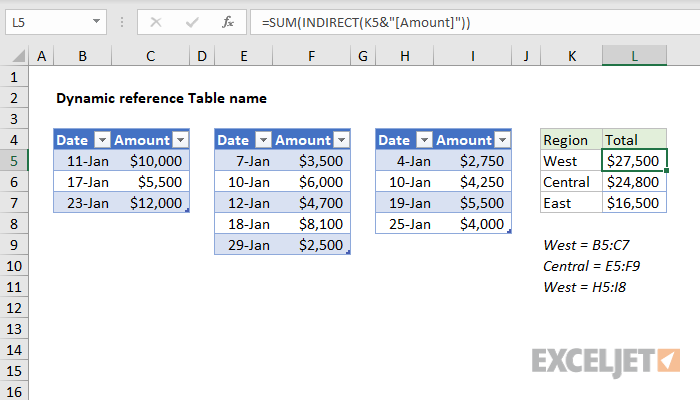 L5 fx =SUM(INDIRECT(K5&"[Amount]"))
A B C D E F G H I J K L
1
2 Dynamic reference Table name
3
4 Date Amount Date Amount Date Amount Region Total
5 11-Jan $10,000 7-Jan $3,500 4-Jan $2,750 West $27,500
6 17-Jan $5,500 10-Jan $6,000 10-Jan $4,250 Central $24,800
7 23-Jan $12,000 12-Jan $4,700 19-Jan $5,500 East $16,500
8 18-Jan $8,100 25-Jan $4,000
9 29-Jan $2,500 West = B5:C7
10 Central = E5:F9
11 West = H5:I8
12
13
14
15
16
EXCELJET